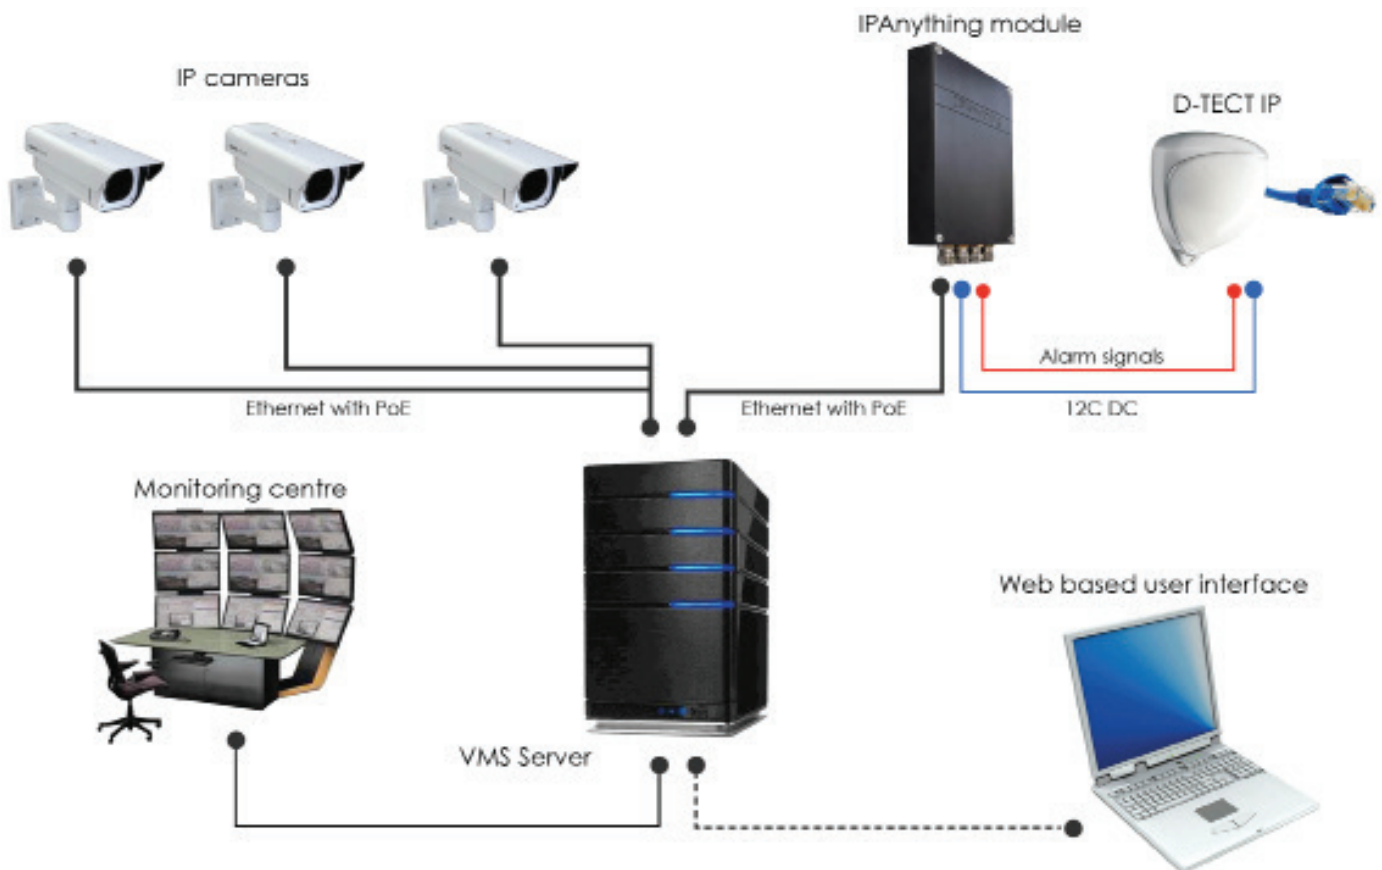 IPAnything module
IP cameras
D-TECT IP
Alarm signals
Ethernet with PoE
Ethernet with PoE
12C DC
Monitoring centre
Web based user interface
VMS Server